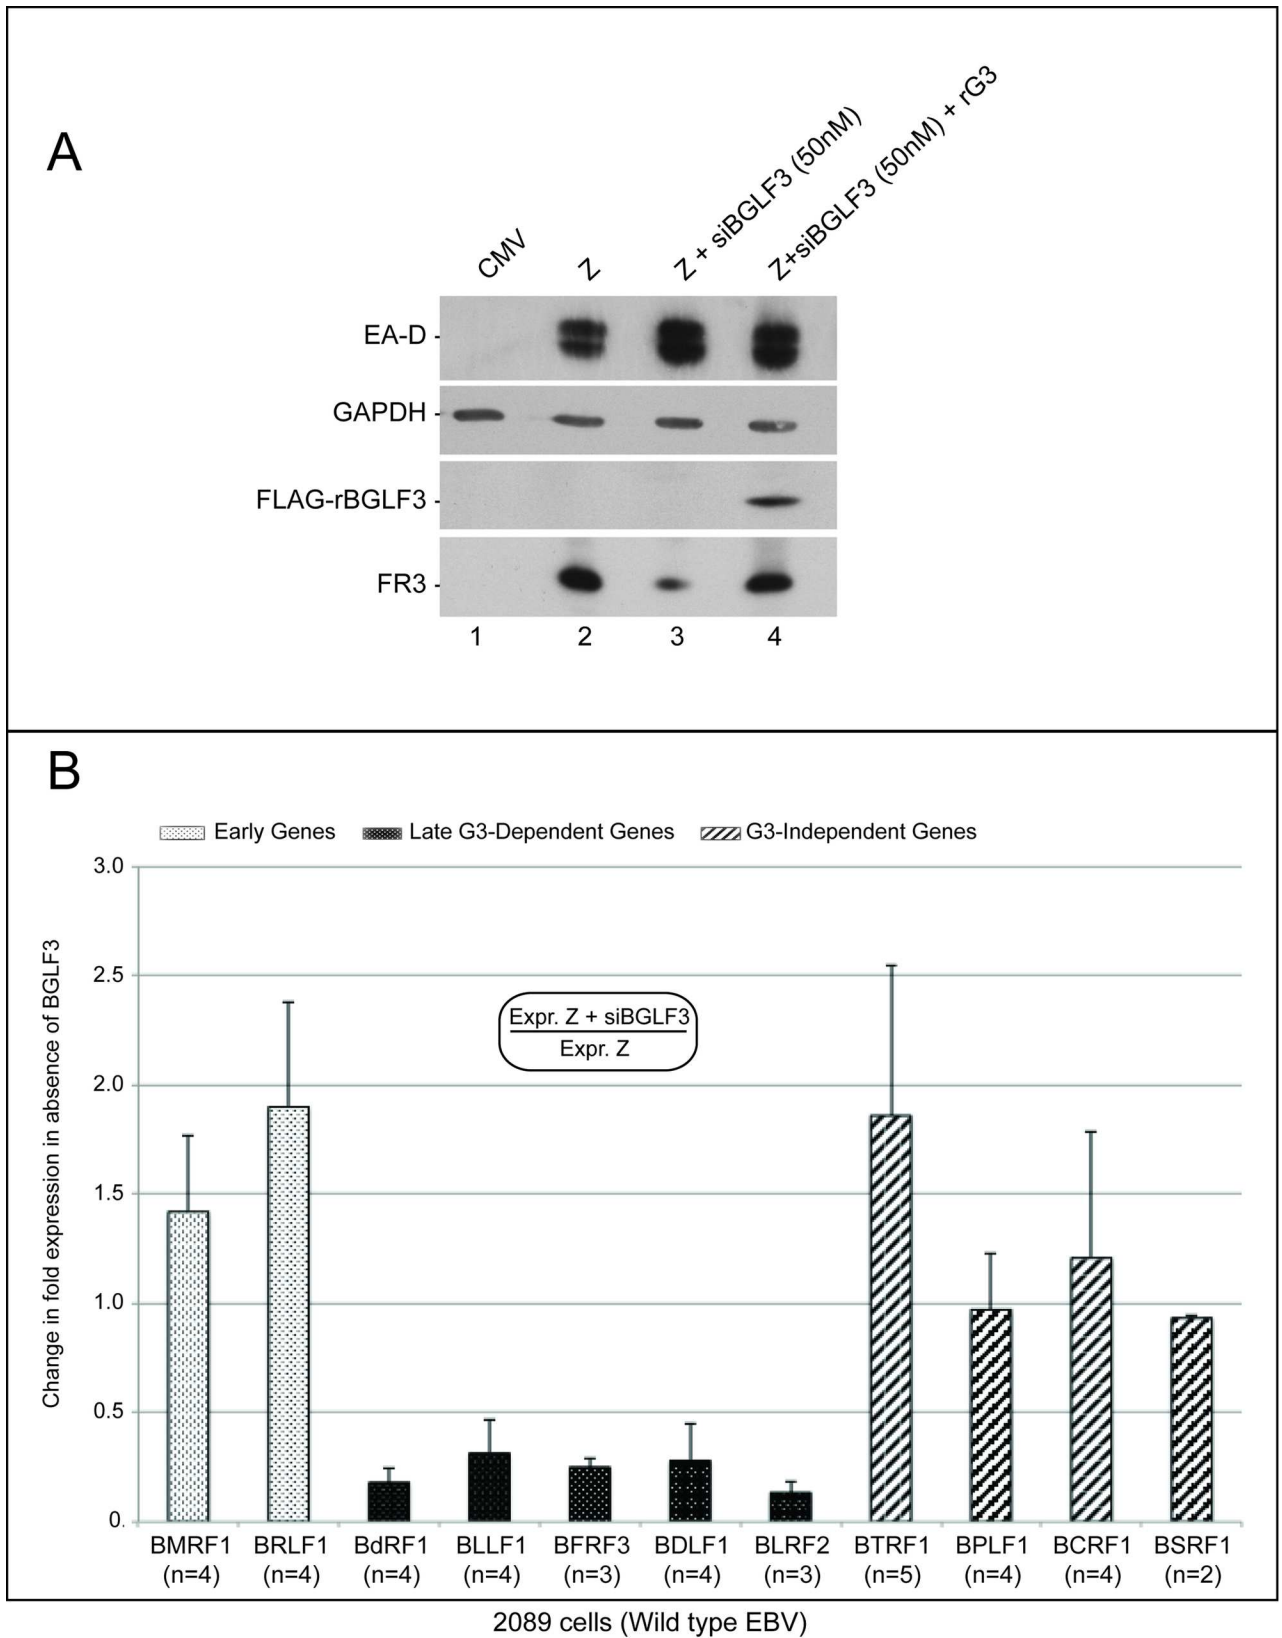 A
CMV
Z
Z + siBGLF3 (50nM)
Z+siBGLF3 (50nM) + rG3
EA-D -
GAPDH -
FLAG-rBGLF3 -
FR3 -
1 2 3 4
B
Early Genes Late G3-Dependent Genes G3-Independent Genes
Change in fold expression in absence of BGLF3
3.0
2.5
2.0
1.5
1.0
0.5
0.
Expr. Z + siBGLF3
Expr. Z
BMRF1 BRLF1 BdRF1 BLLF1 BFRF3 BDLF1 BLRF2 BTRF1 BPLF1 BCRF1 BSRF1
(n=4) (n=4) (n=4) (n=4) (n=3) (n=4) (n=3) (n=5) (n=4) (n=4) (n=2)
2089 cells (Wild type EBV)